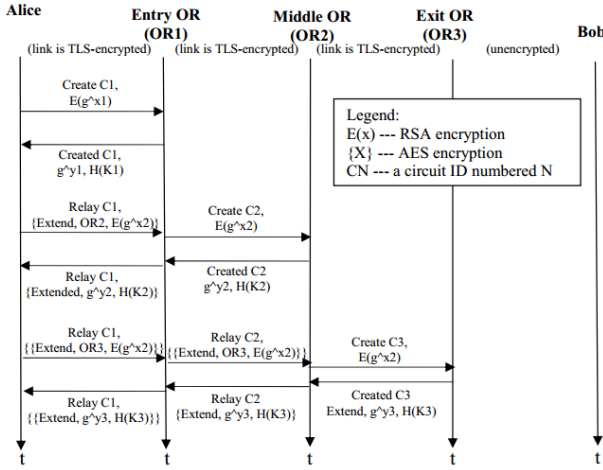 Alice
Entry OR
(OR1)
Middle OR
(OR2)
Exit OR
(OR3)
Bob
(link is TLS-encrypted)
(link is TLS-encrypted)
(link is TLS-encrypted)
(unencrypted)
Create C1,
E(g^x1)
Legend:
E(x) --- RSA encryption
{X} --- AES encryption
CN --- a circuit ID numbered N
Created C1,
g^y1, H(K1)
Relay C1,
{Extend, OR2, E(g^x2)}
Create C2,
E(g^x2)
Relay C1,
{Extended, g^y2, H(K2)}
Created C2
g^y2, H(K2)
Relay C1,
{{Extend, OR3, E(g^x2)}}
Relay C2,
{{Extend, OR3, E(g^x2)}}
Create C3,
E(g^x2)
Relay C1,
{{Extend, g^y3, H(K3)}}
Relay C2
{Extend, g^y3, H(K3)}
Created C3
Extend, g^y3, H(K3)
t
t
t
t
t